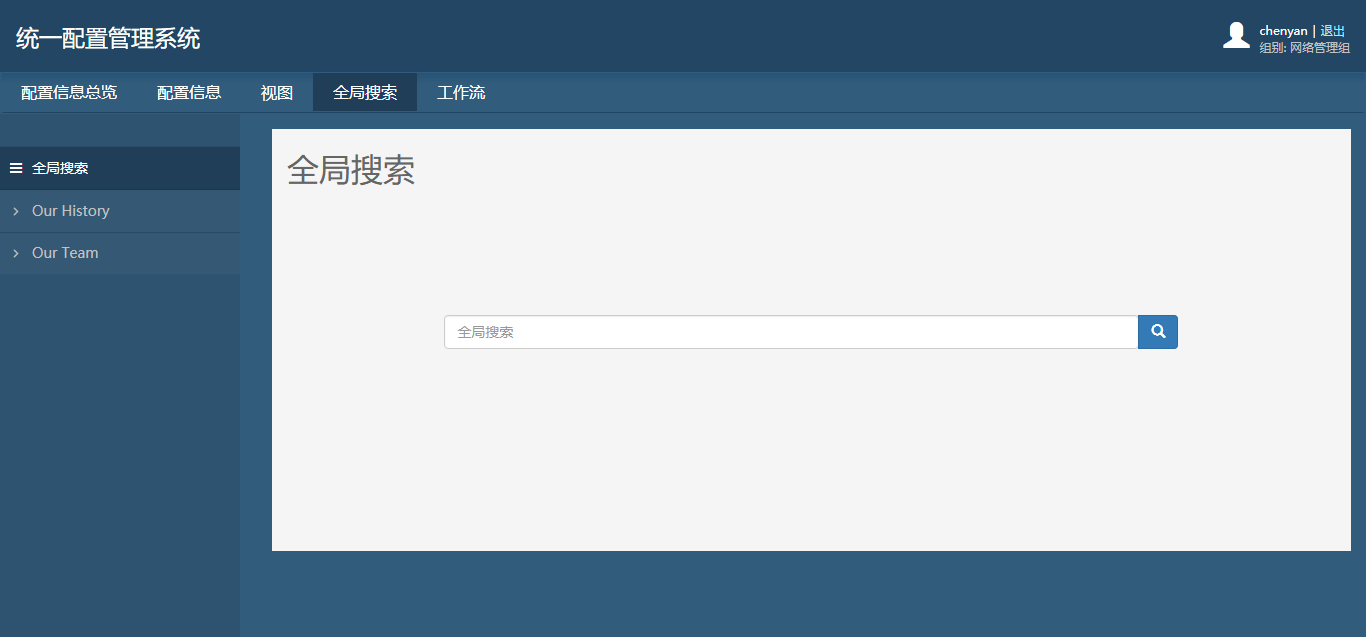 统一配置管理系统
chenyan | 退出
组别: 网络管理组
配置信息总览 配置信息 视图 全局搜索 工作流
全局搜索
Our History
Our Team
全局搜索
全局搜索